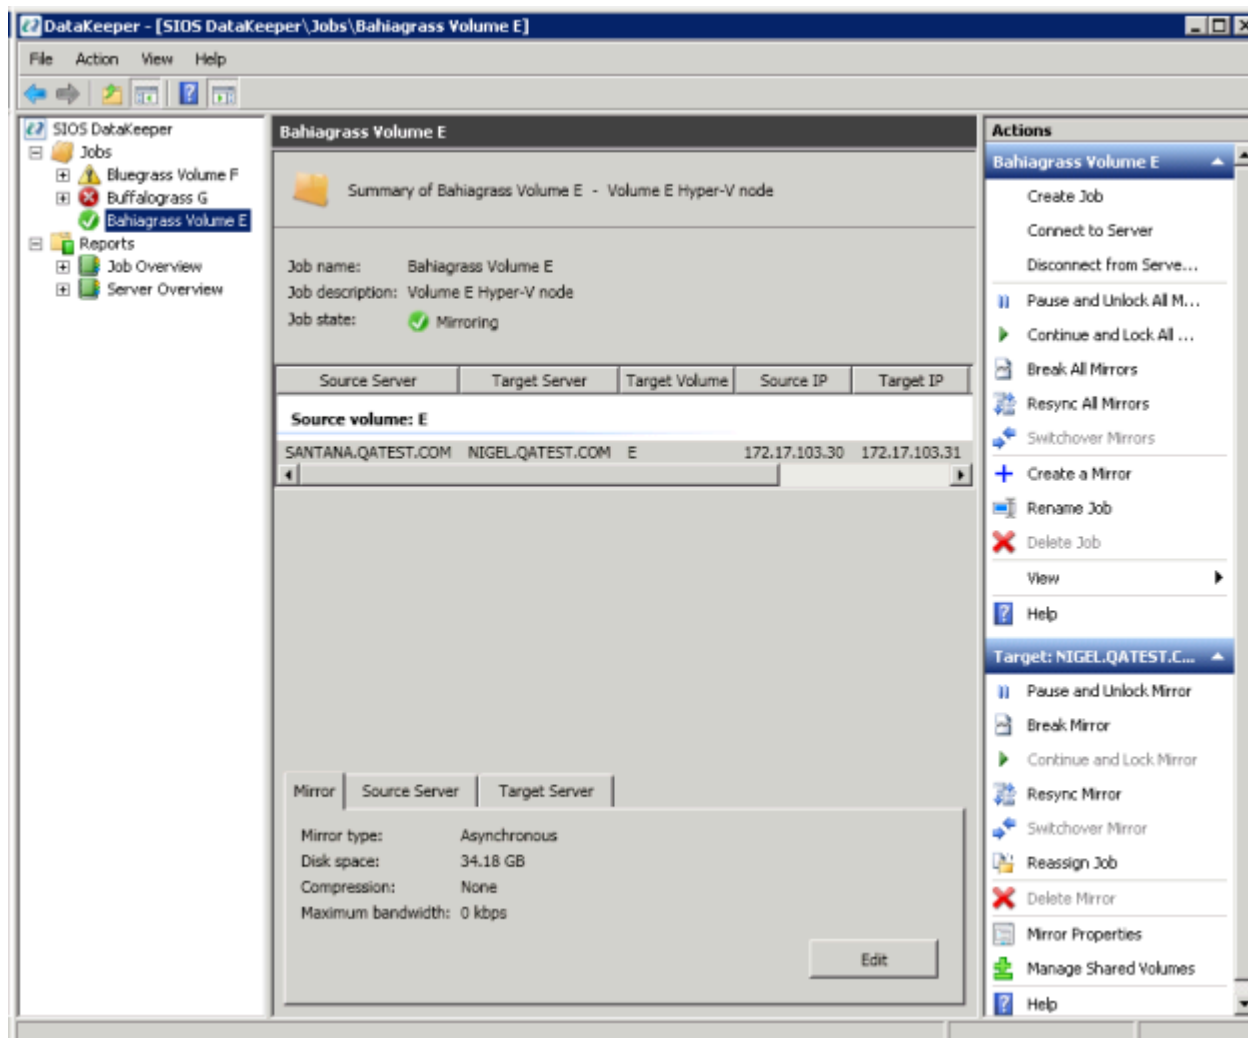 DataKeeper - [SIOS DataKeeper\Jobs\Bahiagrass Volume E]
File Action View Help
SIOS DataKeeper
Jobs
Bluegrass Volume F
Buffalograss G
Bahiagrass Volume E
Reports
Job Overview
Server Overview
Bahiagrass Volume E
Summary of Bahiagrass Volume E - Volume E Hyper-V node
Job name: Bahiagrass Volume E
Job description: Volume E Hyper-V node
Job state: Mirroring
Source Server Target Server Target Volume Source IP Target IP
Source volume: E
SANTANA.QATEST.COM NIGEL.QATEST.COM E 172.17.103.30 172.17.103.31
Mirror Source Server Target Server
Mirror type: Asynchronous
Disk space: 34.18 GB
Compression: None
Maximum bandwidth: 0 kbps
Edit
Actions
Bahiagrass Volume E
Create Job
Connect to Server
Disconnect from Serve...
Pause and Unlock All M...
Continue and Lock All ...
Break All Mirrors
Resync All Mirrors
Switchover Mirrors
Create a Mirror
Rename Job
Delete Job
View
Help
Target: NIGEL.QATEST.C...
Pause and Unlock Mirror
Break Mirror
Continue and Lock Mirror
Resync Mirror
Switchover Mirror
Reassign Job
Delete Mirror
Mirror Properties
Manage Shared Volumes
Help